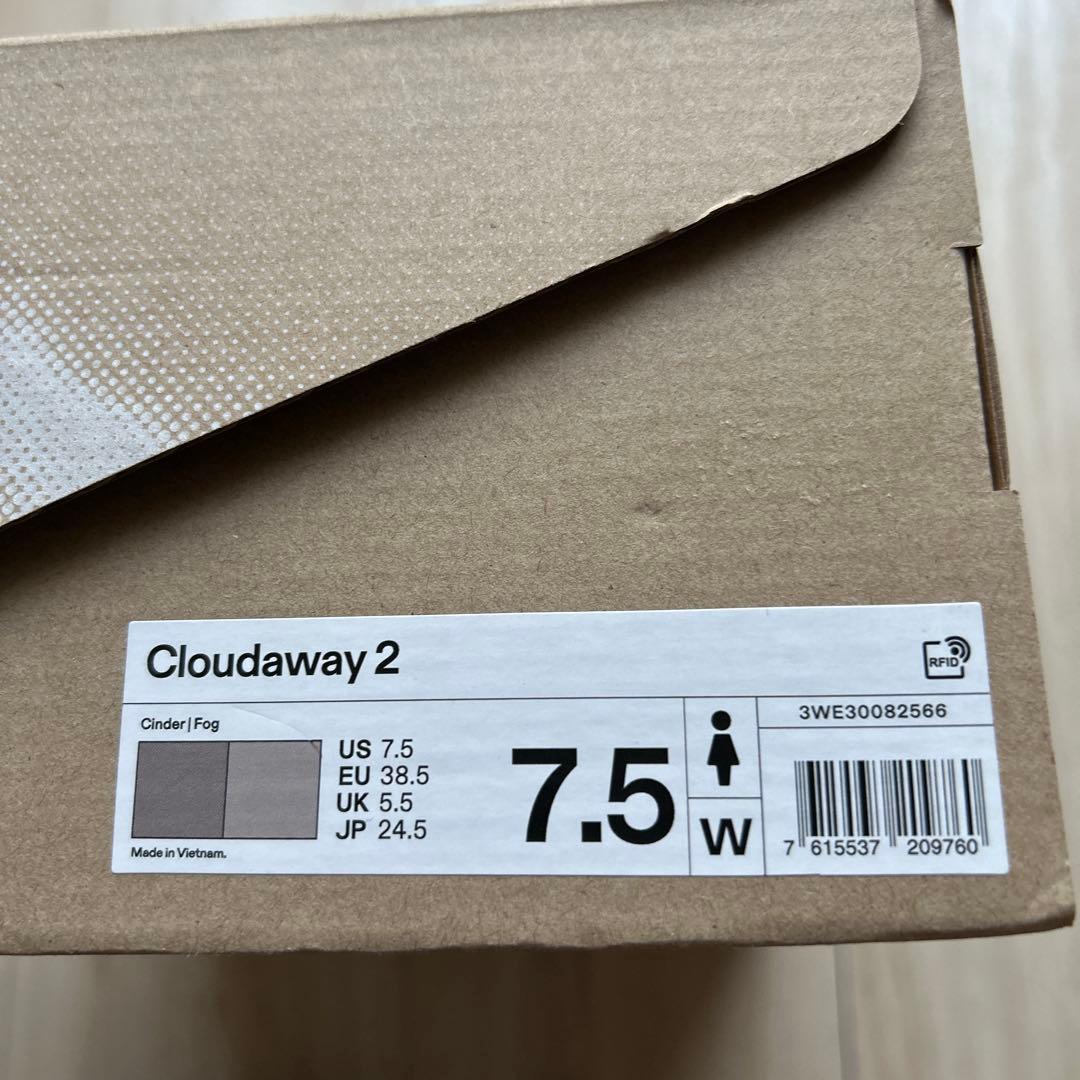 Cloudaway 2
RFID
Cinder | Fog
US 7.5
EU 38.5
UK 5.5
JP 24.5
Made in Vietnam.
7.5
W
3WE30082566
7 615537 209760